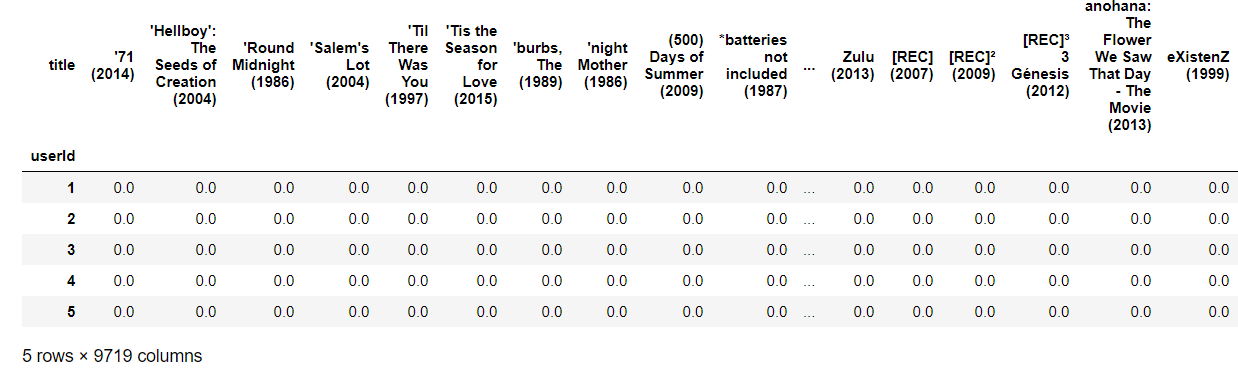 title
'71
(2014)
'Hellboy':
The
Seeds of
Creation
(2004)
'Round
Midnight
(1986)
'Salem's
Lot
(2004)
'Til
There
Was
You
(1997)
'Tis the
Season
for
Love
(2015)
'burbs,
The
(1989)
'night
Mother
(1986)
(500)
Days of
Summer
(2009)
*batteries
not
included
(1987)
...
Zulu
(2013)
[REC]
(2007)
[REC]²
(2009)
[REC]³
3
Génesis
(2012)
anohana:
The
Flower
We Saw
That Day
- The
Movie
(2013)
eXistenZ
(1999)
userId
1 0.0 0.0 0.0 0.0 0.0 0.0 0.0 0.0 0.0 0.0 ... 0.0 0.0 0.0 0.0 0.0 0.0
2 0.0 0.0 0.0 0.0 0.0 0.0 0.0 0.0 0.0 0.0 ... 0.0 0.0 0.0 0.0 0.0 0.0
3 0.0 0.0 0.0 0.0 0.0 0.0 0.0 0.0 0.0 0.0 ... 0.0 0.0 0.0 0.0 0.0 0.0
4 0.0 0.0 0.0 0.0 0.0 0.0 0.0 0.0 0.0 0.0 ... 0.0 0.0 0.0 0.0 0.0 0.0
5 0.0 0.0 0.0 0.0 0.0 0.0 0.0 0.0 0.0 0.0 ... 0.0 0.0 0.0 0.0 0.0 0.0
5 rows × 9719 columns